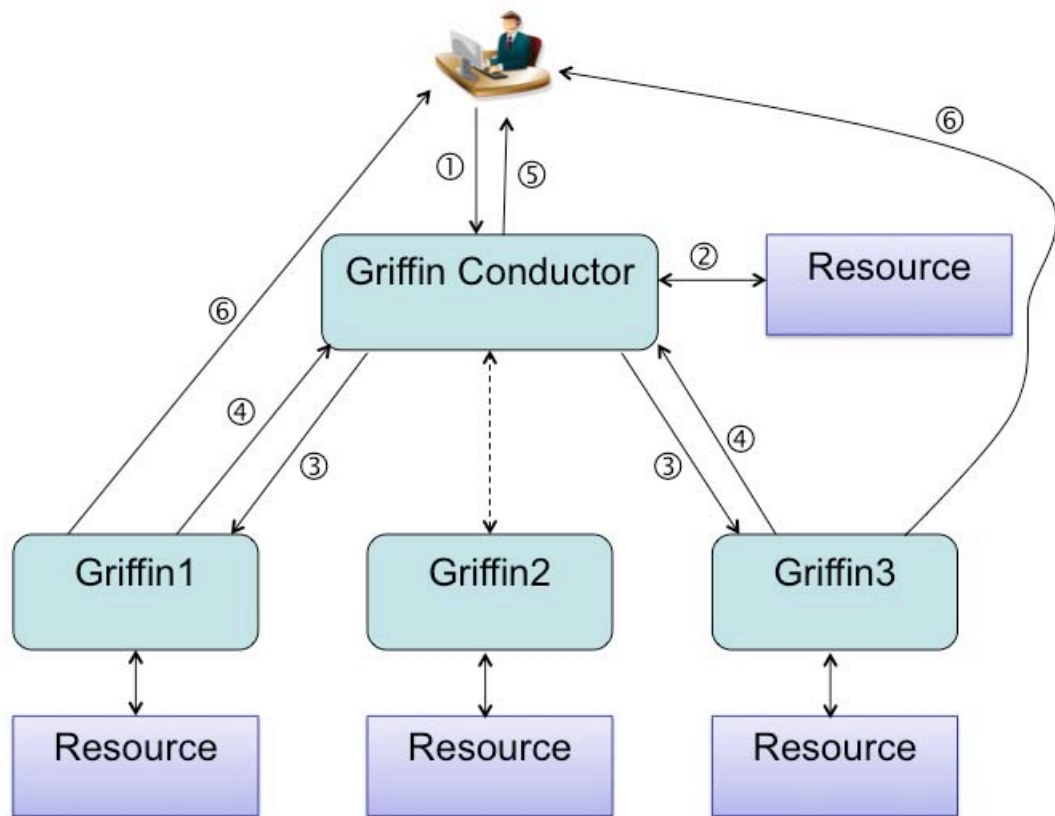 ⑥
① ⑤
Griffin Conductor
② Resource
⑥
④
③
③
④
Griffin1
Griffin2
Griffin3
Resource
Resource
Resource